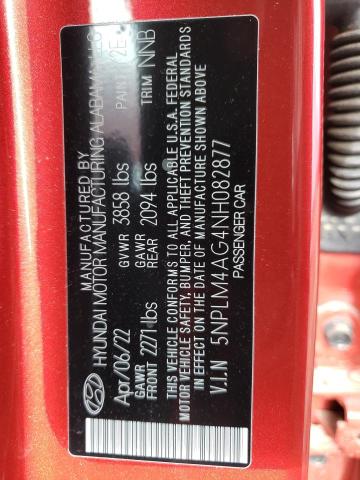 MANUFACTURED BY
HYUNDAI MOTOR MANUFACTURING ALABAMA, LLC
Apr/06/22 GVWR 3858 lbs PAINT
GAWR FRONT 2271 lbs GAWR REAR 2094 lbs TRIM NNB
THIS VEHICLE CONFORMS TO ALL APPLICABLE U.S.A. FEDERAL
MOTOR VEHICLE SAFETY, BUMPER, AND THEFT PREVENTION STANDARDS
IN EFFECT ON THE DATE OF MANUFACTURE SHOWN ABOVE
V.I.N 5NPLM4AG4NH082877
PASSENGER CAR